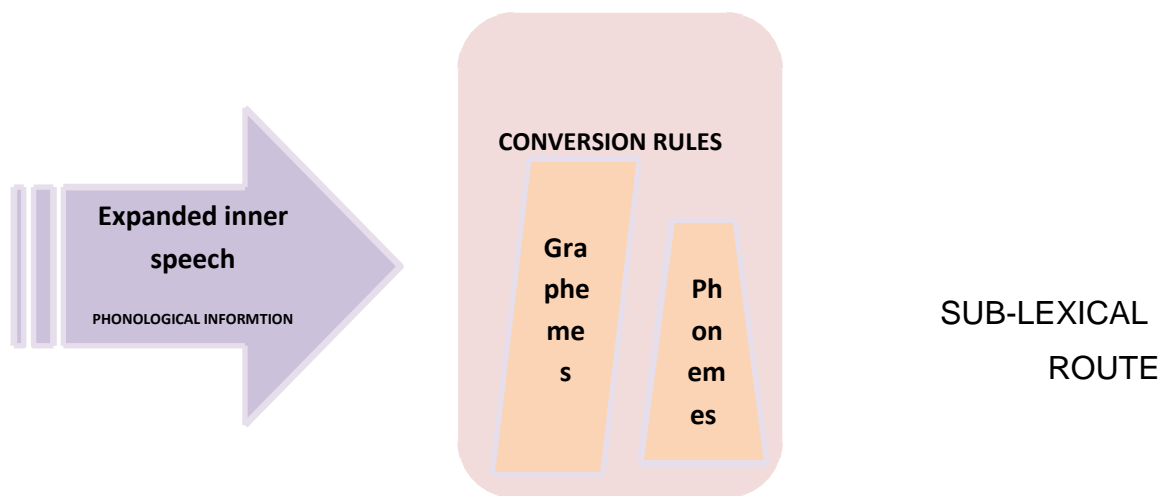 Expanded inner
speech
PHONOLOGICAL INFORMTION
CONVERSION RULES
Gra
phe
me
s
Ph
on
em
es
SUB-LEXICAL
ROUTE